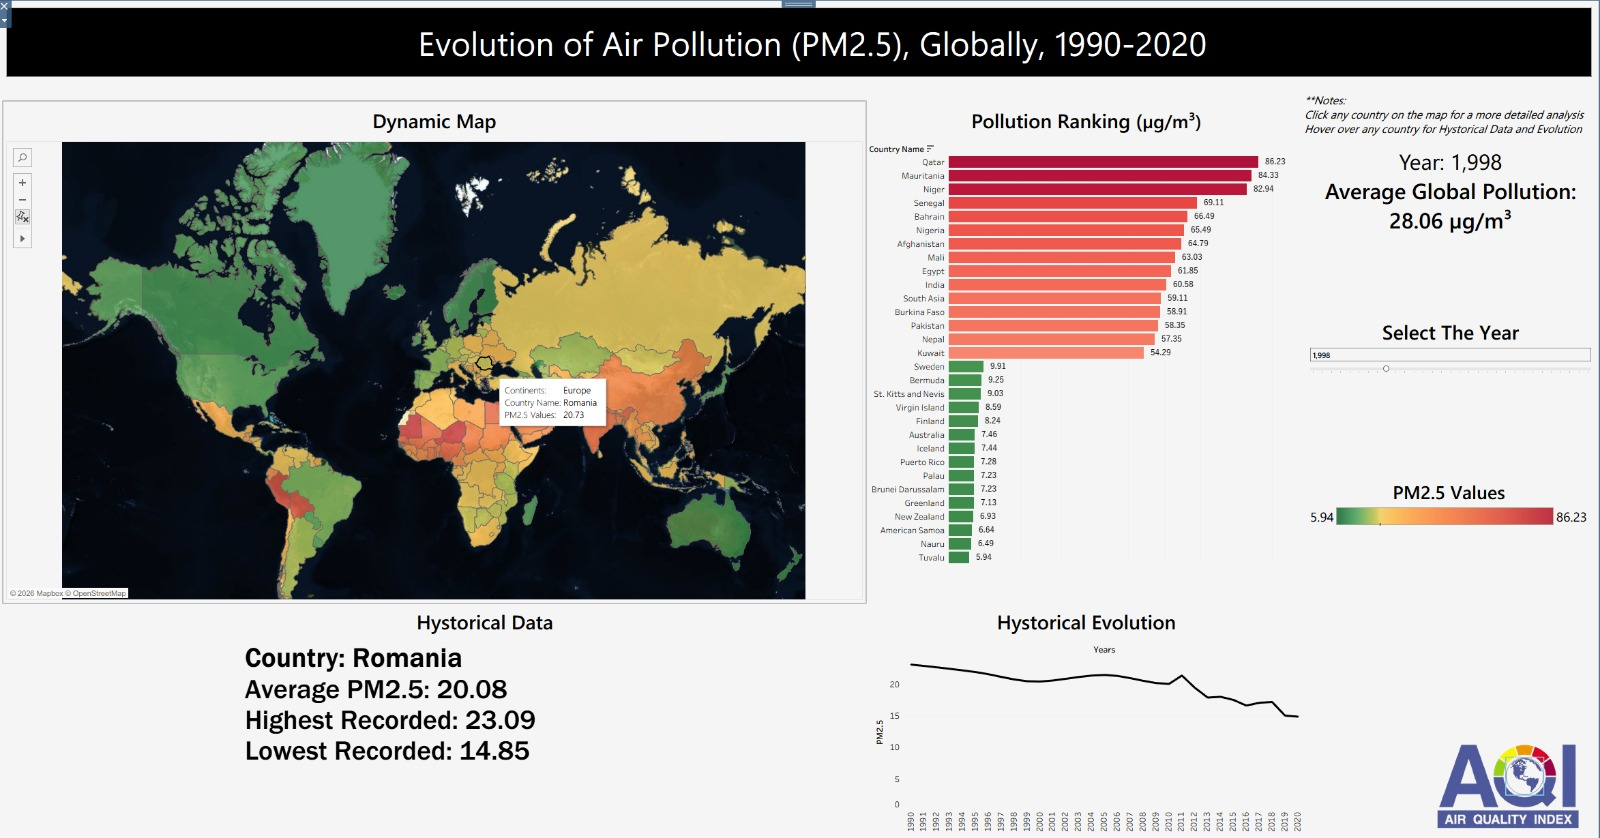 Evolution of Air Pollution (PM2.5), Globally, 1990-2020
Dynamic Map
© 2026 Mapbox © OpenStreetMap
Continents: Europe
Country Name: Romania
PM2.5 Values: 20.73
Pollution Ranking (µg/m³)
Country Name
Qatar 86.23
Mauritania 84.33
Niger 82.94
Senegal 69.11
Bahrain 66.49
Nigeria 65.49
Afghanistan 64.79
Mali 63.03
Egypt 61.85
India 60.58
South Asia 59.11
Burkina Faso 58.91
Pakistan 58.35
Nepal 57.35
Kuwait 54.29
Sweden 9.91
Bermuda 9.25
St. Kitts and Nevis 9.03
Virgin Island 8.59
Finland 8.24
Australia 7.46
Iceland 7.44
Puerto Rico 7.28
Palau 7.23
Brunei Darussalam 7.23
Greenland 7.13
New Zealand 6.93
American Samoa 6.64
Nauru 6.49
Tuvalu 5.94
**Notes:
Click any country on the map for a more detailed analysis
Hover over any country for Hystorical Data and Evolution
Year: 1,998
Average Global Pollution:
28.06 µg/m³
Select The Year
1,998
PM2.5 Values
5.94 86.23
Hystorical Data
Country: Romania
Average PM2.5: 20.08
Highest Recorded: 23.09
Lowest Recorded: 14.85
Hystorical Evolution
Years
PM2.5
20
15
10
5
0
1990 1991 1992 1993 1994 1995 1996 1997 1998 1999 2000 2001 2002 2003 2004 2005 2006 2007 2008 2009 2010 2011 2012 2013 2014 2015 2016 2017 2018 2019 2020
AQI
AIR QUALITY INDEX